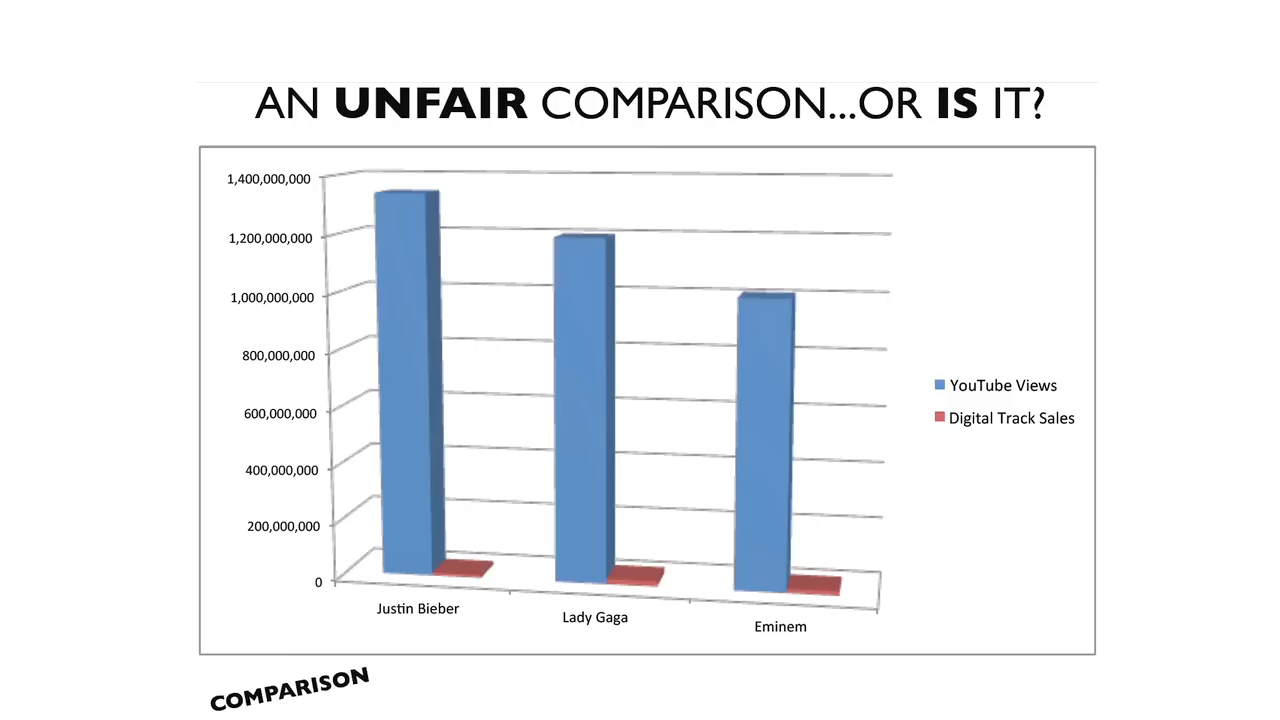 AN UNFAIR COMPARISON...OR IS IT?
1,400,000,000
1,200,000,000
1,000,000,000
800,000,000
600,000,000
400,000,000
200,000,000
0
Justin Bieber
Lady Gaga
Eminem
YouTube Views
Digital Track Sales
COMPARISON